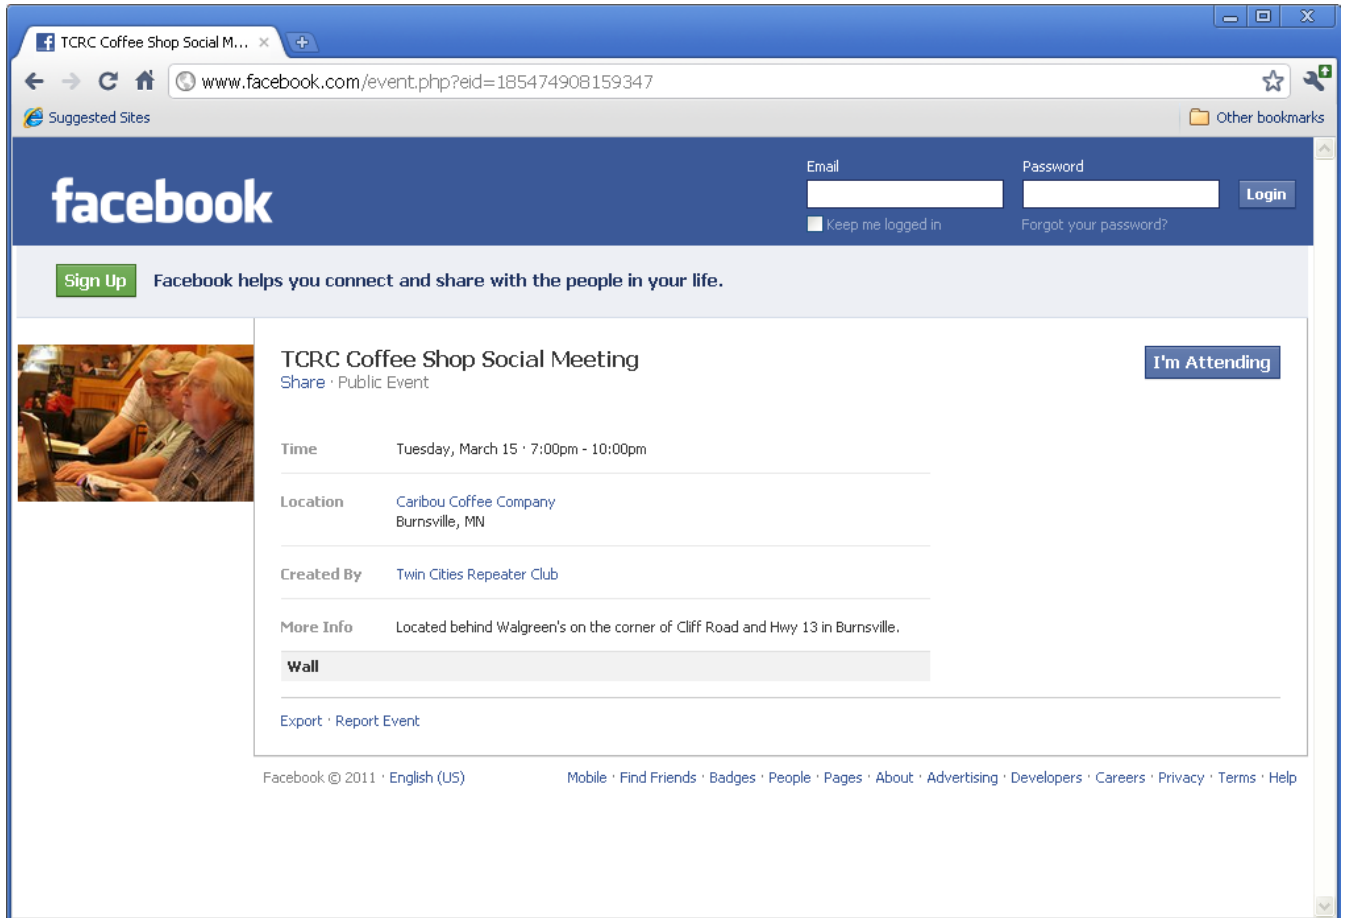 TCRC Coffee Shop Social M...
www.facebook.com/event.php?eid=185474908159347
Suggested Sites
Other bookmarks
facebook
Email
Password
Login
Keep me logged in
Forgot your password?
Sign Up
Facebook helps you connect and share with the people in your life.
TCRC Coffee Shop Social Meeting
I'm Attending
Share · Public Event
Time
Tuesday, March 15 · 7:00pm - 10:00pm
Location
Caribou Coffee Company
Burnsville, MN
Created By
Twin Cities Repeater Club
More Info
Located behind Walgreen's on the corner of Cliff Road and Hwy 13 in Burnsville.
Wall
Export · Report Event
Facebook © 2011 · English (US)
Mobile · Find Friends · Badges · People · Pages · About · Advertising · Developers · Careers · Privacy · Terms · Help